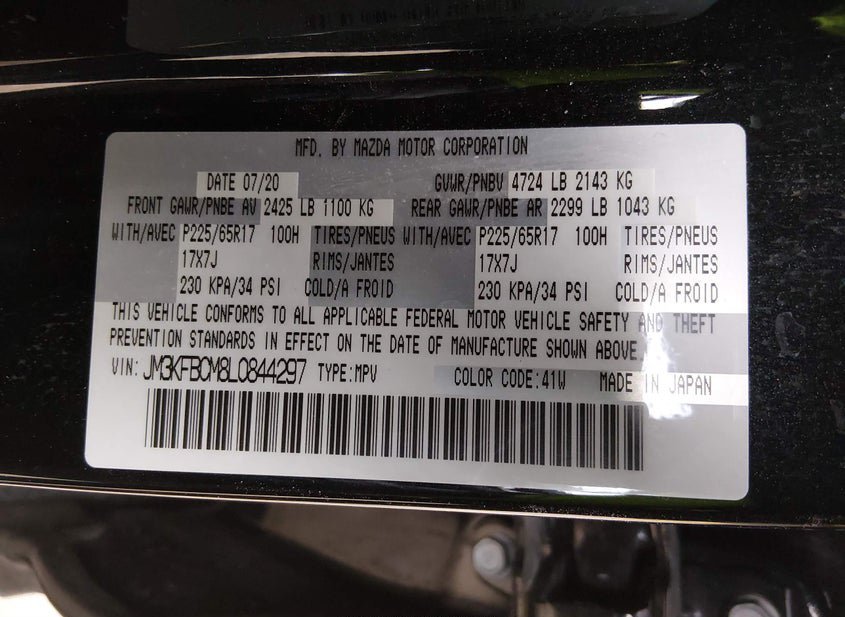 MFD. BY MAZDA MOTOR CORPORATION
DATE 07/20 GVWR/PNBV 4724 LB 2143 KG
FRONT GAWR/PNBE AV 2425 LB 1100 KG REAR GAWR/PNBE AR 2299 LB 1043 KG
WITH/AVEC P225/65R17 100H TIRES/PNEUS WITH/AVEC P225/65R17 100H TIRES/PNEUS
17X7J RIMS/JANTES 17X7J RIMS/JANTES
230 KPA/34 PSI COLD/A FROID 230 KPA/34 PSI COLD/A FROID
THIS VEHICLE CONFORMS TO ALL APPLICABLE FEDERAL MOTOR VEHICLE SAFETY AND THEFT
PREVENTION STANDARDS IN EFFECT ON THE DATE OF MANUFACTURE SHOWN ABOVE.
VIN: JM3KFBCM8L0844297 TYPE:MPV COLOR CODE:41W MADE IN JAPAN